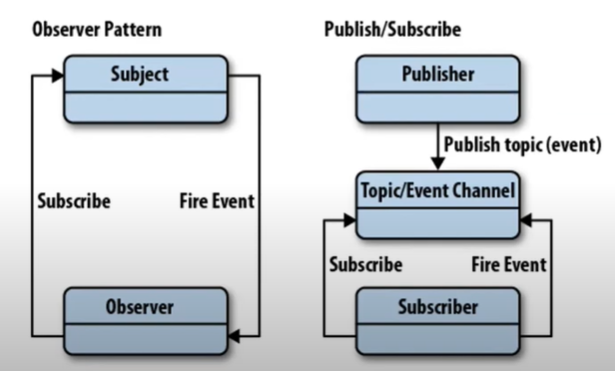 Observer Pattern
Subject
Subscribe
Fire Event
Observer
Publish/Subscribe
Publisher
Publish topic (event)
Topic/Event Channel
Subscribe
Fire Event
Subscriber